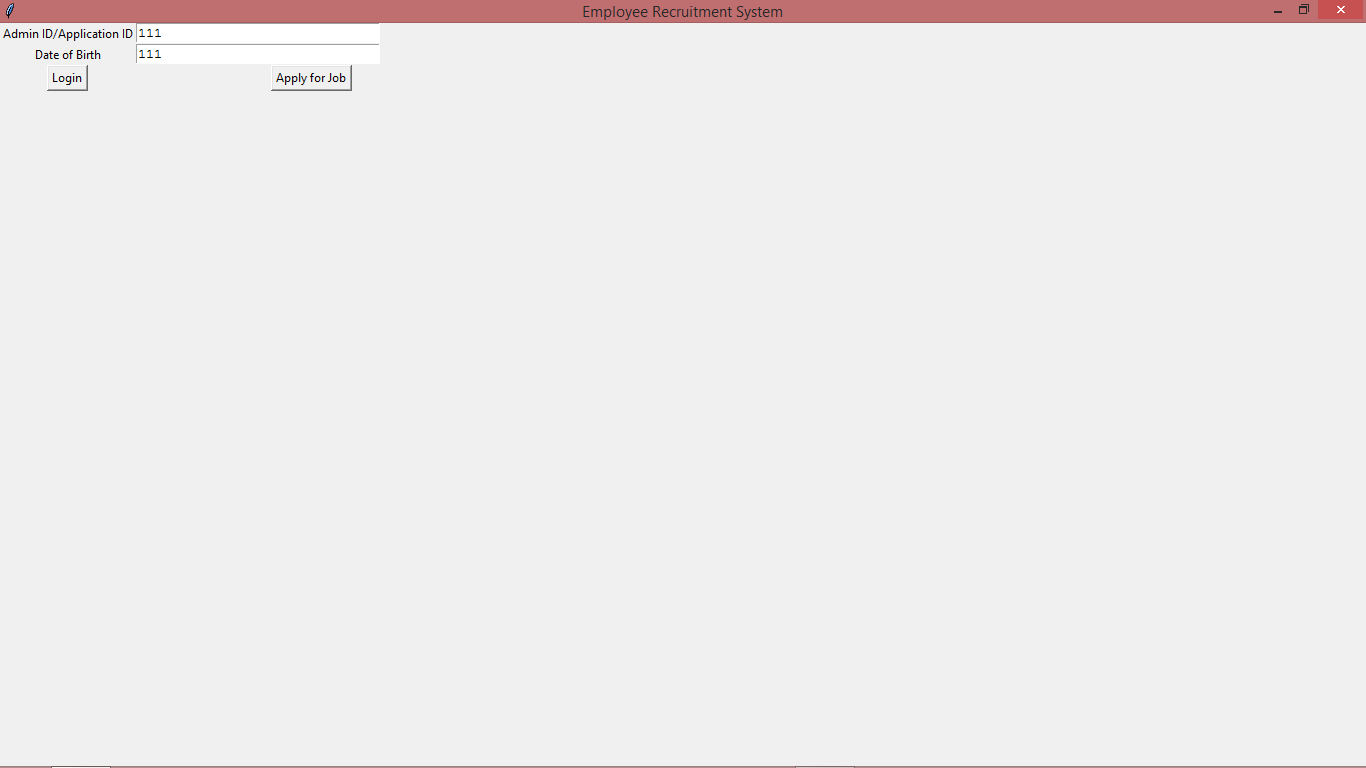 Employee Recruitment System
Admin ID/Application ID 111
Date of Birth 111
Login Apply for Job